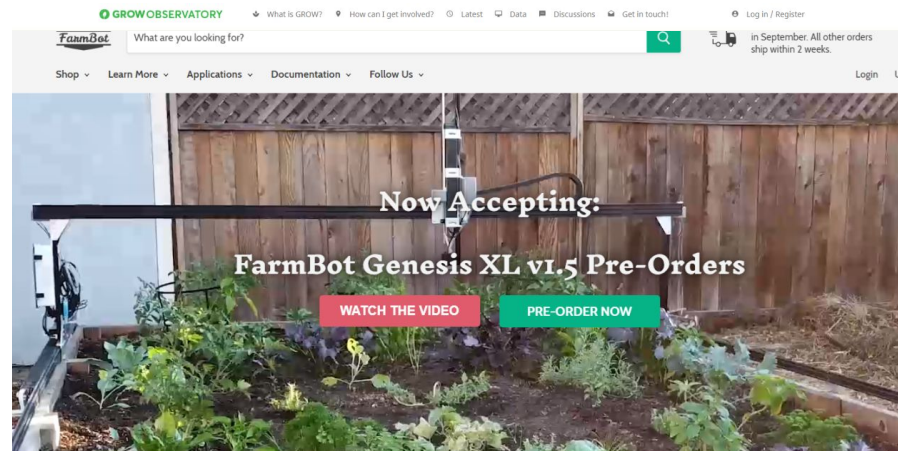 GROW OBSERVATORY
What is GROW?
How can I get involved?
Latest
Data
Discussions
Get in touch!
Log in / Register
FarmBot
What are you looking for?
in September. All other orders
ship within 2 weeks.
Shop
Learn More
Applications
Documentation
Follow Us
Login
Now Accepting:
FarmBot Genesis XL v1.5 Pre-Orders
WATCH THE VIDEO
PRE-ORDER NOW